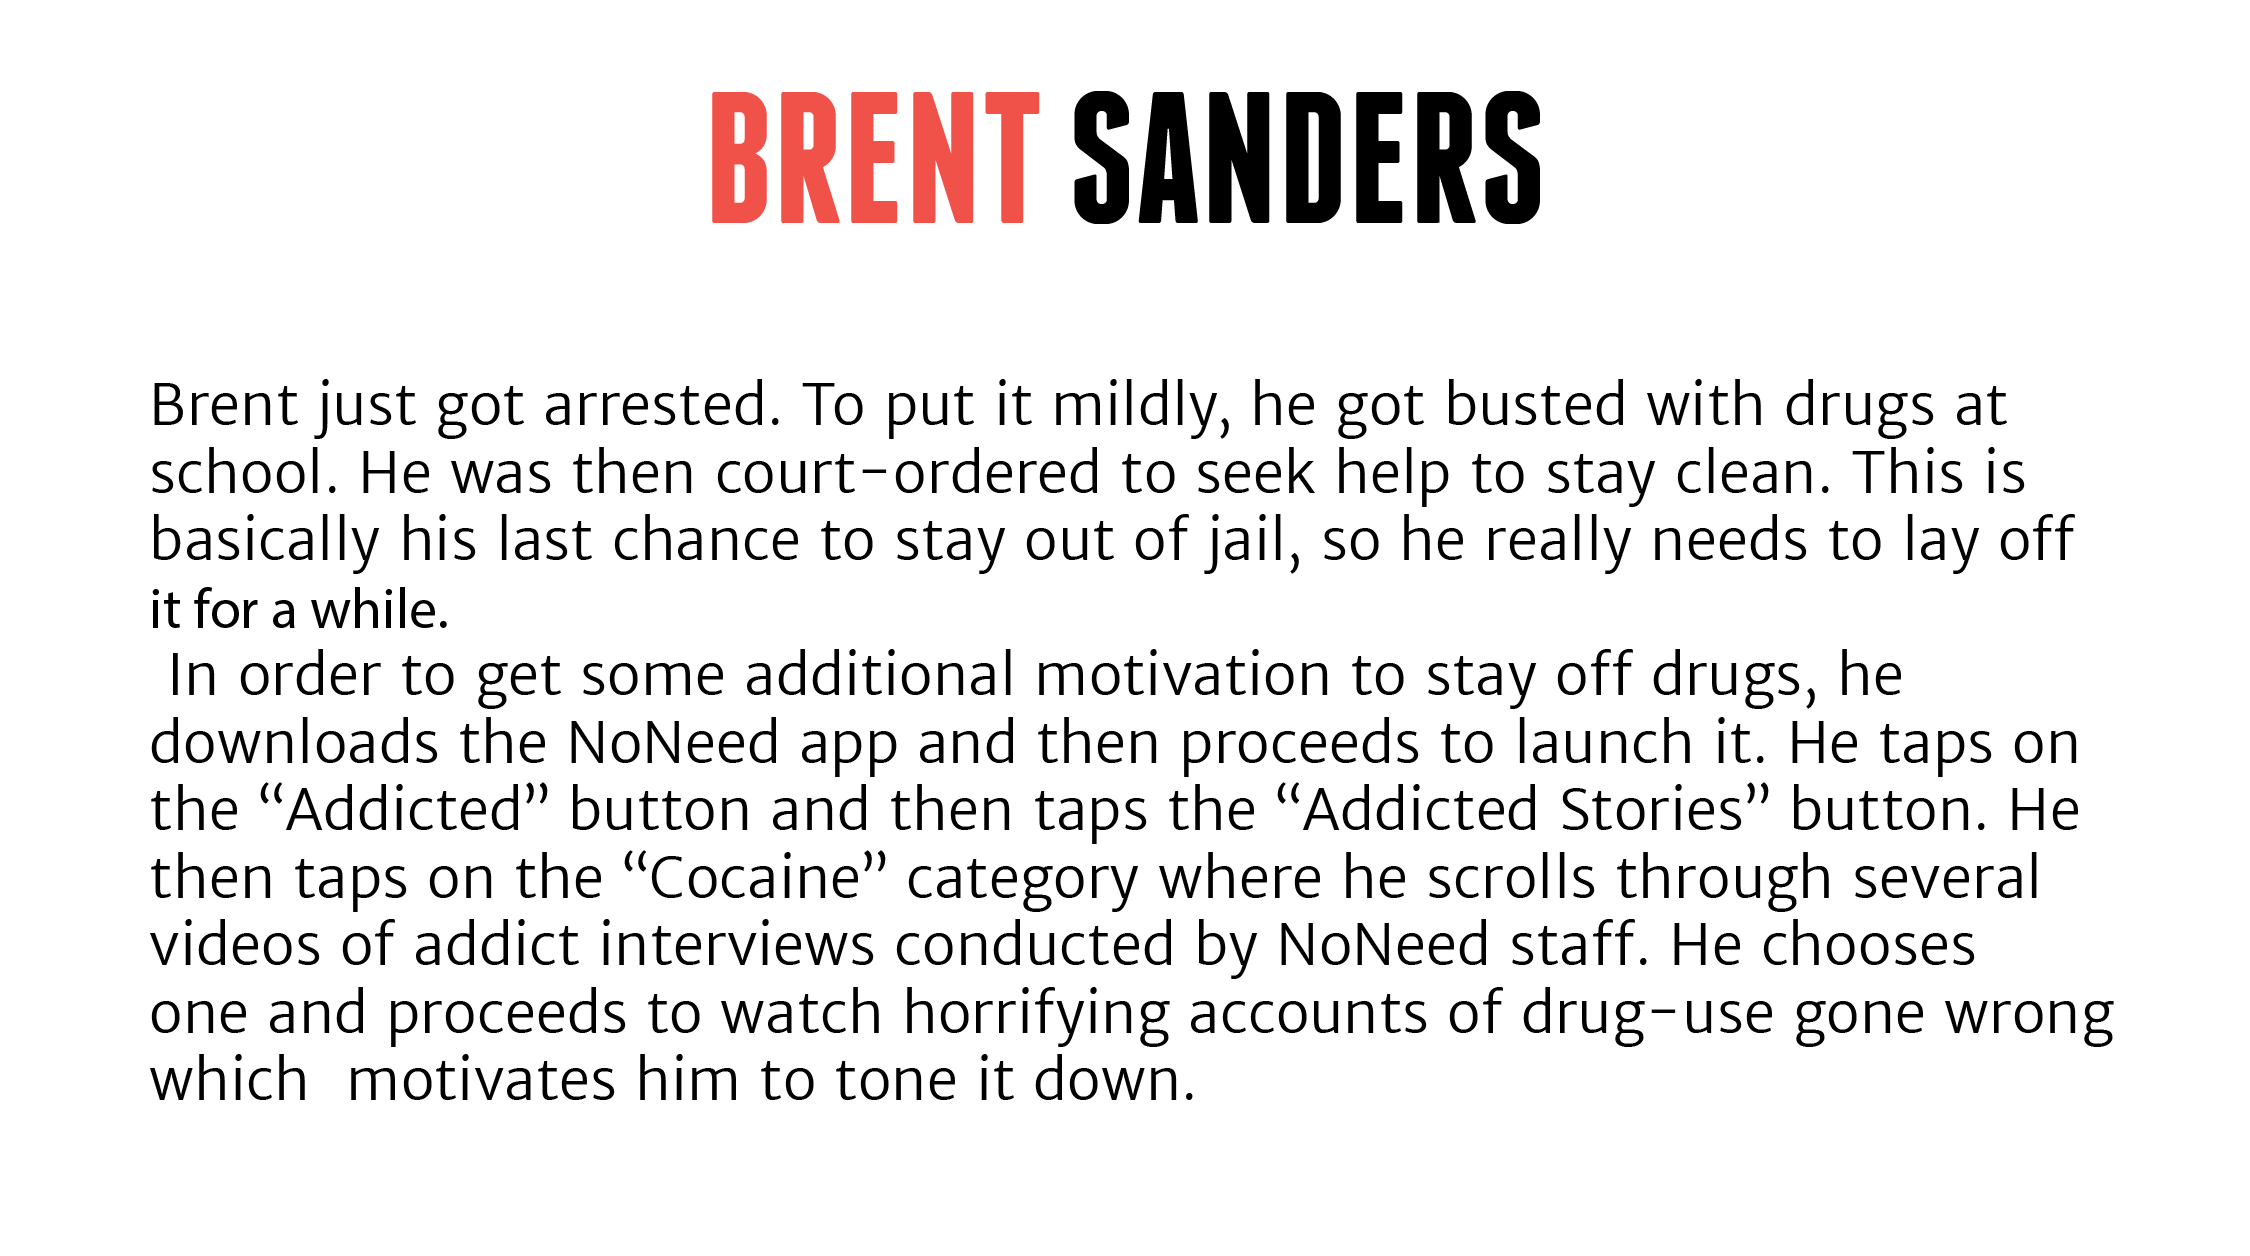 BRENT SANDERS
Brent just got arrested. To put it mildly, he got busted with drugs at
school. He was then court-ordered to seek help to stay clean. This is
basically his last chance to stay out of jail, so he really needs to lay off
it for a while.
In order to get some additional motivation to stay off drugs, he
downloads the NoNeed app and then proceeds to launch it. He taps on
the “Addicted” button and then taps the “Addicted Stories” button. He
then taps on the “Cocaine” category where he scrolls through several
videos of addict interviews conducted by NoNeed staff. He chooses
one and proceeds to watch horrifying accounts of drug-use gone wrong
which  motivates him to tone it down.